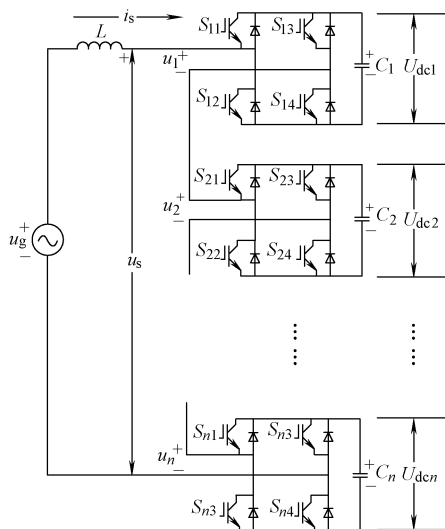 i_s
L
+
S_11
S_13
u_1
+
−
+
−
C_1
U_dc1
S_12
S_14
S_21
S_23
u_2
+
−
+
−
C_2
U_dc2
S_22
S_24
u_g
+
−
u_s
S_n1
S_n3
u_n
+
−
+
−
C_n
U_dcn
S_n3
S_n4
−